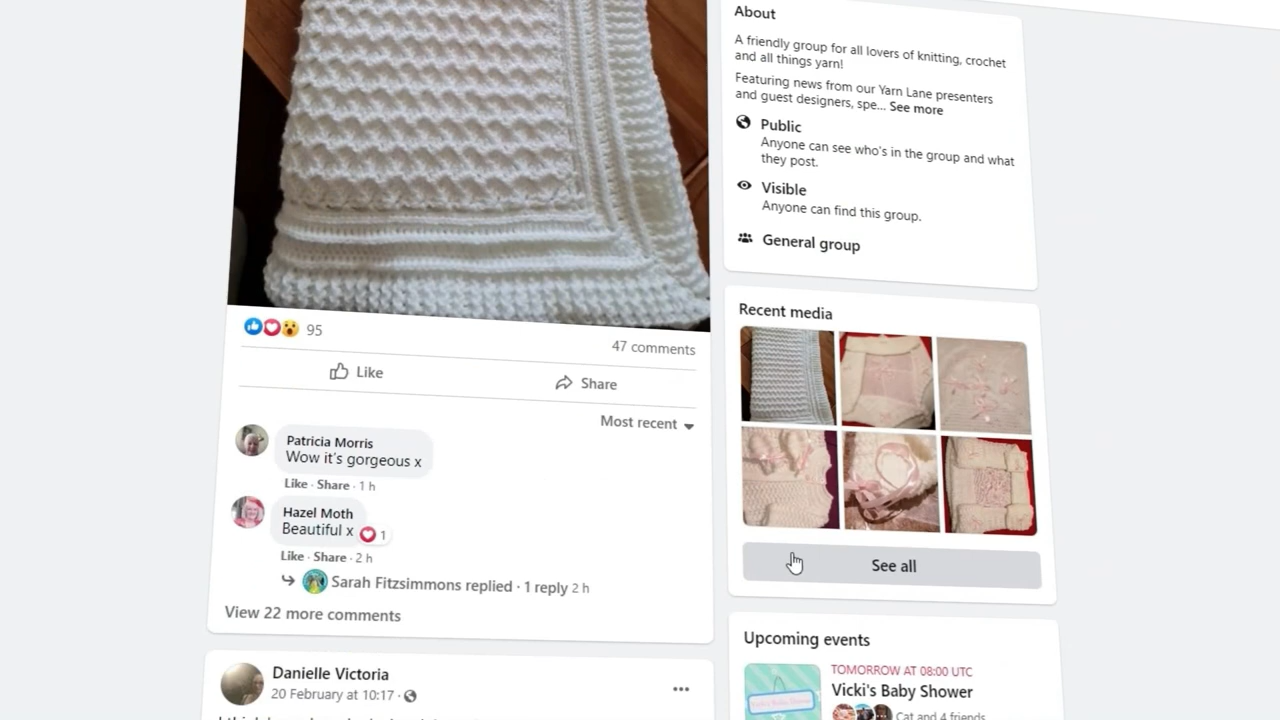 95
47 comments
Like
Share
Most recent
Patricia Morris
Wow it's gorgeous x
Like · Share · 1 h
Hazel Moth
Beautiful x
1
Like · Share · 2 h
Sarah Fitzsimmons replied · 1 reply 2 h
View 22 more comments
Danielle Victoria
20 February at 10:17 ·
About
A friendly group for all lovers of knitting, crochet
and all things yarn!
Featuring news from our Yarn Lane presenters
and guest designers, spe... See more
Public
Anyone can see who's in the group and what
they post.
Visible
Anyone can find this group.
General group
Recent media
See all
Upcoming events
TOMORROW AT 08:00 UTC
Vicki's Baby Shower
Cat and 4 friends